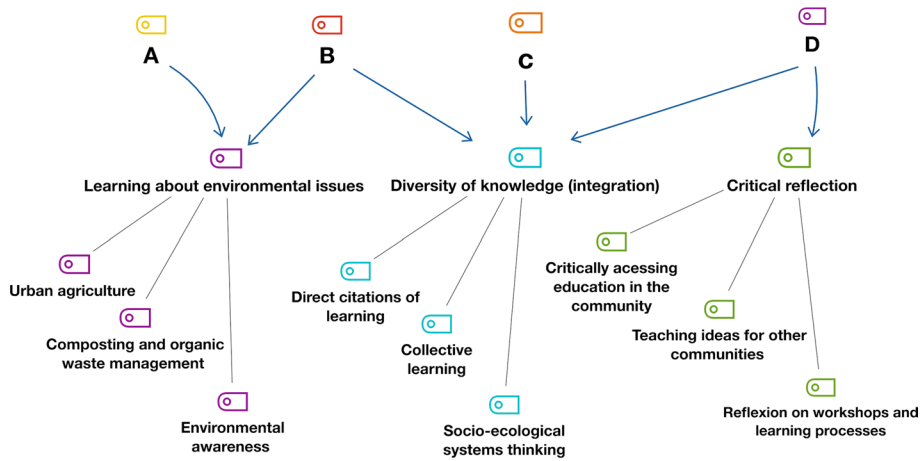 A
B
C
D
Learning about environmental issues
Diversity of knowledge (integration)
Critical reflection
Urban agriculture
Composting and organic
waste management
Environmental
awareness
Direct citations of
learning
Collective
learning
Socio-ecological
systems thinking
Critically acessing
education in the
community
Teaching ideas for other
communities
Reflexion on workshops and
learning processes